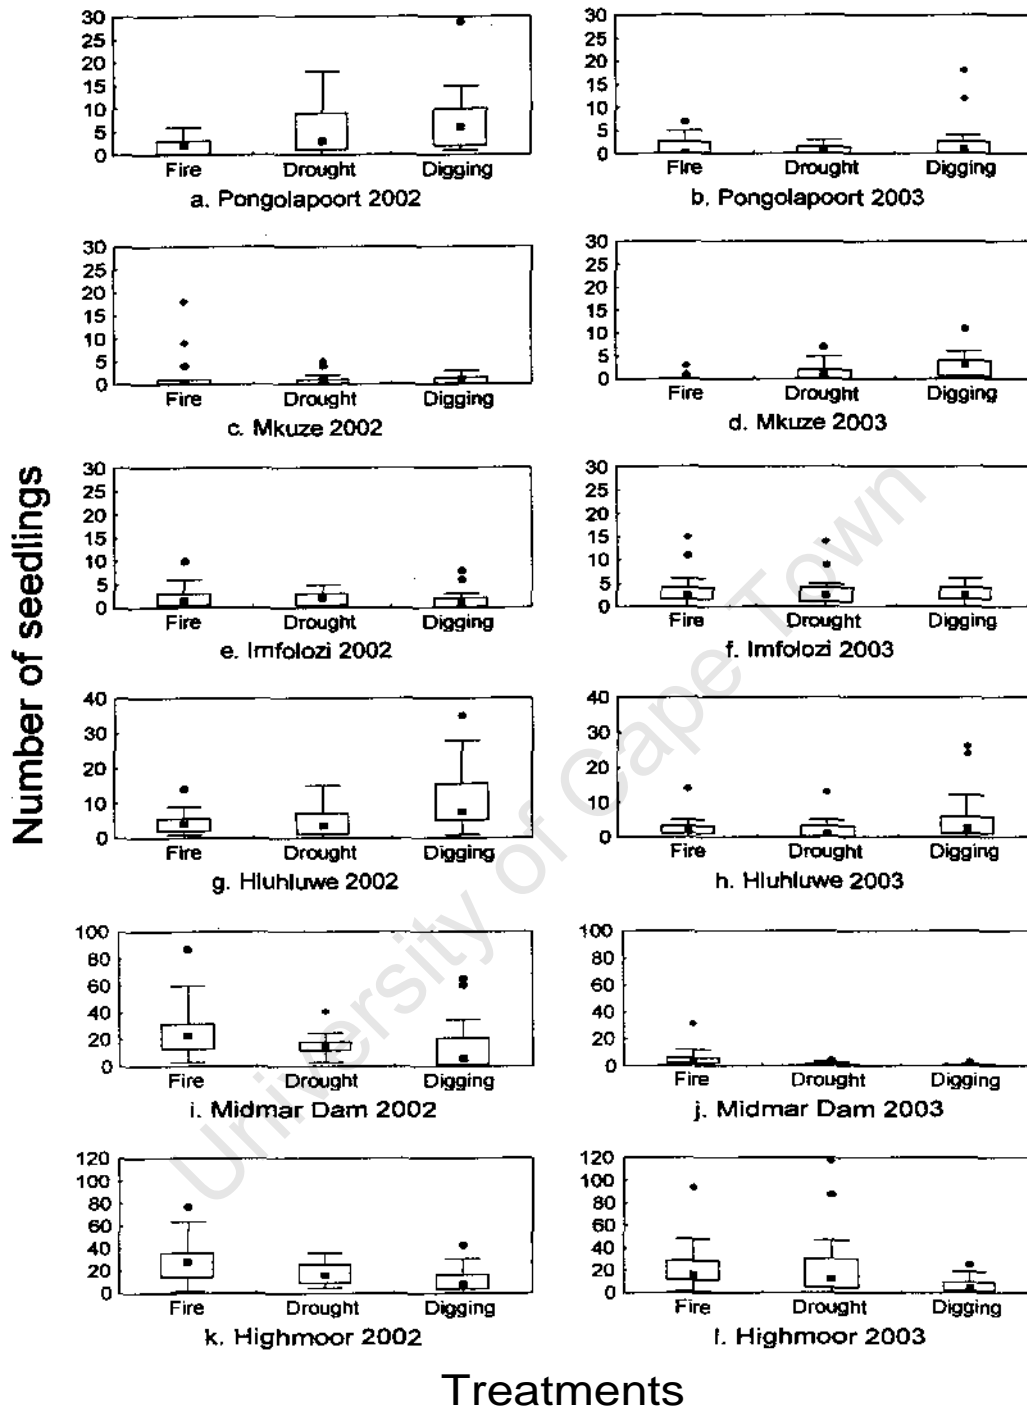 Number of seedlings
30 25 20 15 10 5 0
Fire Drought Digging
a. Pongolapoort 2002
30 25 20 15 10 5 0
Fire Drought Digging
b. Pongolapoort 2003
30 25 20 15 10 5 0
Fire Drought Digging
c. Mkuze 2002
30 25 20 15 10 5 0
Fire Drought Digging
d. Mkuze 2003
30 25 20 15 10 5 0
Fire Drought Digging
e. Imfolozi 2002
30 25 20 15 10 5 0
Fire Drought Digging
f. Imfolozi 2003
40 30 20 10 0
Fire Drought Digging
g. Hluhluwe 2002
40 30 20 10 0
Fire Drought Digging
h. Hluhluwe 2003
100 80 60 40 20 0
Fire Drought Digging
i. Midmar Dam 2002
100 80 60 40 20 0
Fire Drought Digging
j. Midmar Dam 2003
120 100 80 60 40 20 0
Fire Drought Digging
k. Highmoor 2002
120 100 80 60 40 20 0
Fire Drought Digging
l. Highmoor 2003
Treatments
University of Cape Town